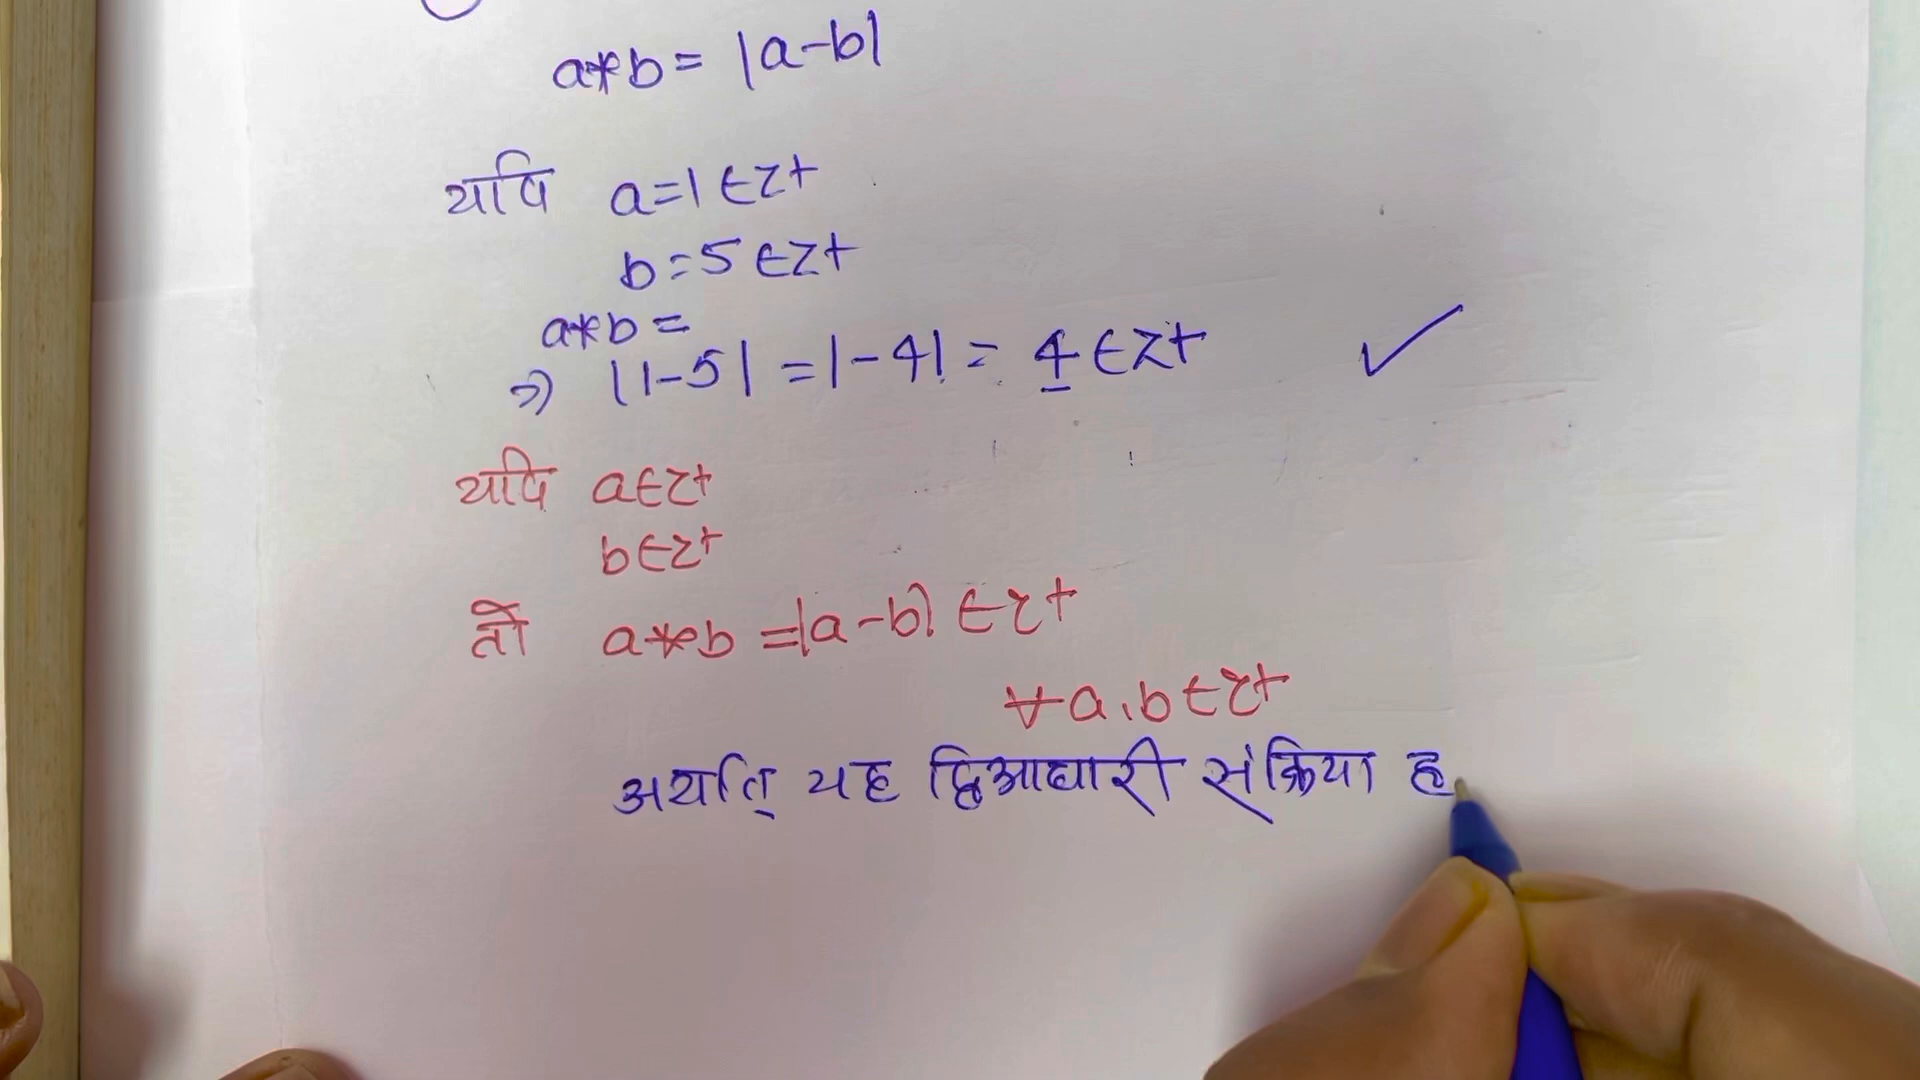 a*b = |a-b|
यदि a=1 ∈ Z+
b=5 ∈ Z+
a*b =
⇒ |1-5| = |-4| = 4 ∈ Z+ ✓
यदि a∈Z+
b∈Z+
तो a*b = |a-b| ∈ Z+
∀ a, b ∈ Z+
अर्थात् यह द्विआधारी संक्रिया ह